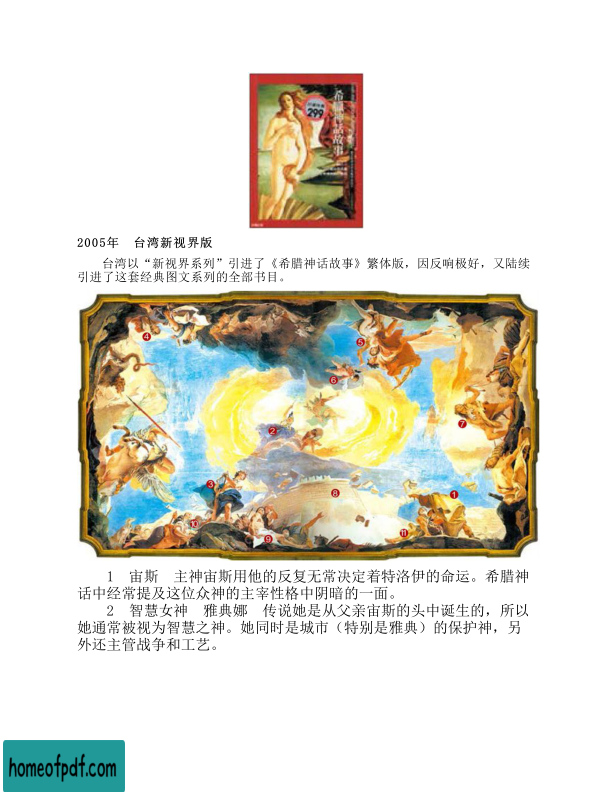 希腊神话故事
299
2005年 台湾新视界版
台湾以“新视界系列”引进了《希腊神话故事》繁体版，因反响极好，又陆续
引进了这套经典图文系列的全部书目。
4
5
6
7
2
3
8
1
10
9
11
1 宙斯 主神宙斯用他的反复无常决定着特洛伊的命运。希腊神
话中经常提及这位众神的主宰性格中阴暗的一面。
2 智慧女神 雅典娜 传说她是从父亲宙斯的头中诞生的，所以
她通常被视为智慧之神。她同时是城市（特别是雅典）的保护神，另
外还主管战争和工艺。
homeofpdf.com